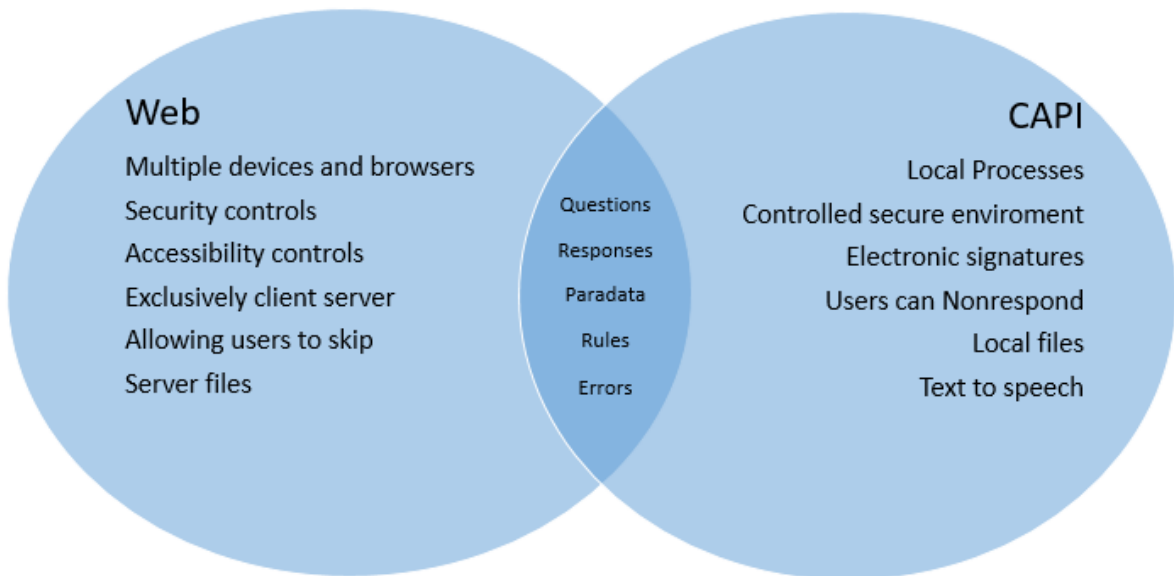 Web
Multiple devices and browsers
Security controls
Accessibility controls
Exclusively client server
Allowing users to skip
Server files
Questions
Responses
Paradata
Rules
Errors
CAPI
Local Processes
Controlled secure enviroment
Electronic signatures
Users can Nonrespond
Local files
Text to speech